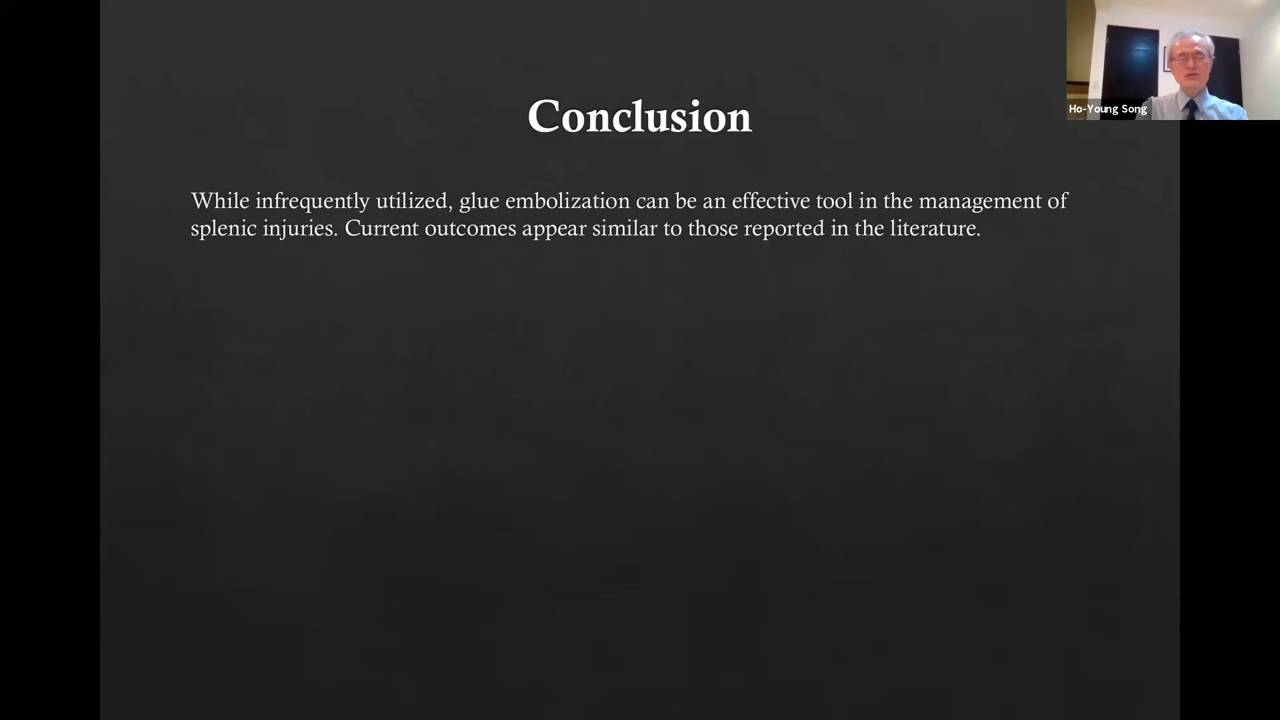 Conclusion
Ho-Young Song
While infrequently utilized, glue embolization can be an effective tool in the management of
splenic injuries. Current outcomes appear similar to those reported in the literature.